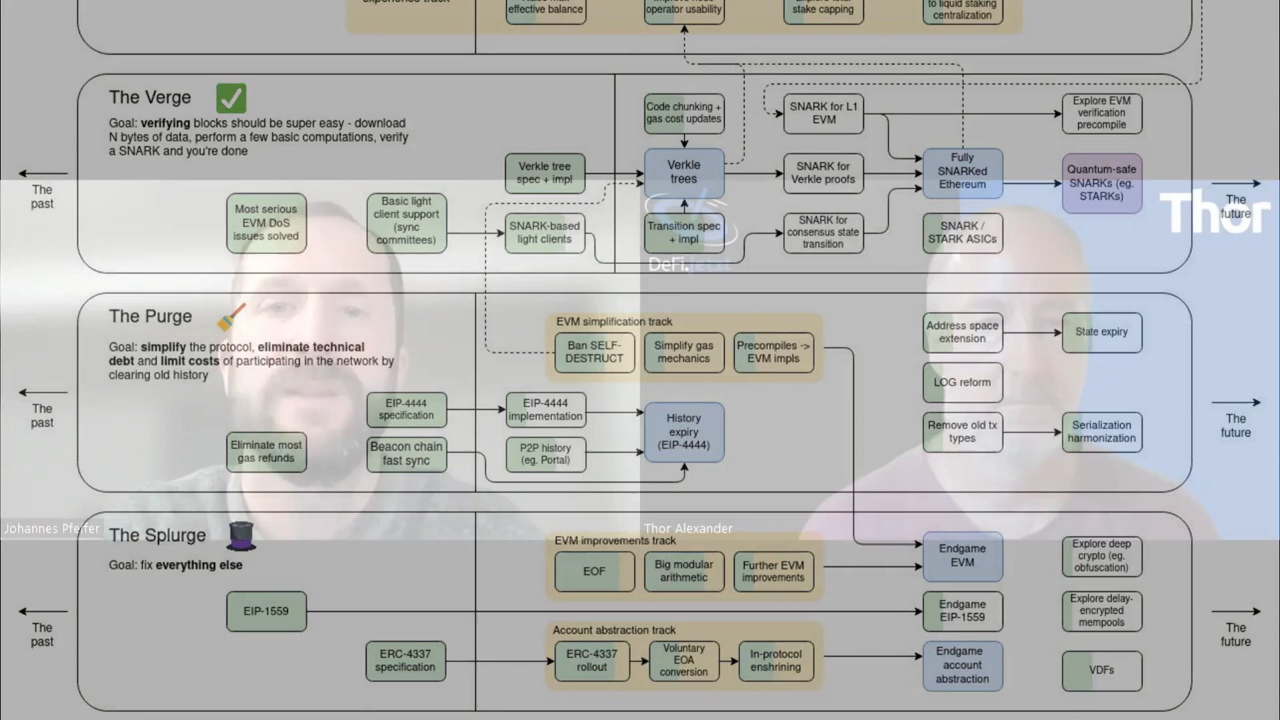 experience track
effective balance
operator usability
stake capping
to liquid staking
centralization
The Verge
Goal: verifying blocks should be super easy - download
N bytes of data, perform a few basic computations, verify
a SNARK and you're done
Code chunking +
gas cost updates
SNARK for L1
EVM
Explore EVM
verification
precompile
Verkle tree
spec + impl
Verkle
trees
SNARK for
Verkle proofs
Fully
SNARKed
Ethereum
Quantum-safe
SNARKs (eg.
STARKs)
The
past
The
future
Most serious
EVM DoS
issues solved
Basic light
client support
(sync
committees)
SNARK-based
light clients
Transition spec
+ impl
SNARK for
consensus state
transition
SNARK /
STARK ASICs
Thor
DeFi.
The Purge
Goal: simplify the protocol, eliminate technical
debt and limit costs of participating in the network by
clearing old history
EVM simplification track
Ban SELF-
DESTRUCT
Simplify gas
mechanics
Precompiles ->
EVM impls
Address space
extension
State expiry
LOG reform
The
past
EIP-4444
specification
EIP-4444
implementation
History
expiry
(EIP-4444)
Remove old tx
types
Serialization
harmonization
The
future
Eliminate most
gas refunds
Beacon chain
fast sync
P2P history
(eg. Portal)
Johannes Pfeffer
Thor Alexander
The Splurge
Goal: fix everything else
EVM improvements track
EOF
Big modular
arithmetic
Further EVM
improvements
Endgame
EVM
Explore deep
crypto (eg.
obfuscation)
EIP-1559
Endgame
EIP-1559
Explore delay-
encrypted
mempools
The
past
The
future
Account abstraction track
ERC-4337
specification
ERC-4337
rollout
Voluntary
EOA
conversion
In-protocol
enshrining
Endgame
account
abstraction
VDFs